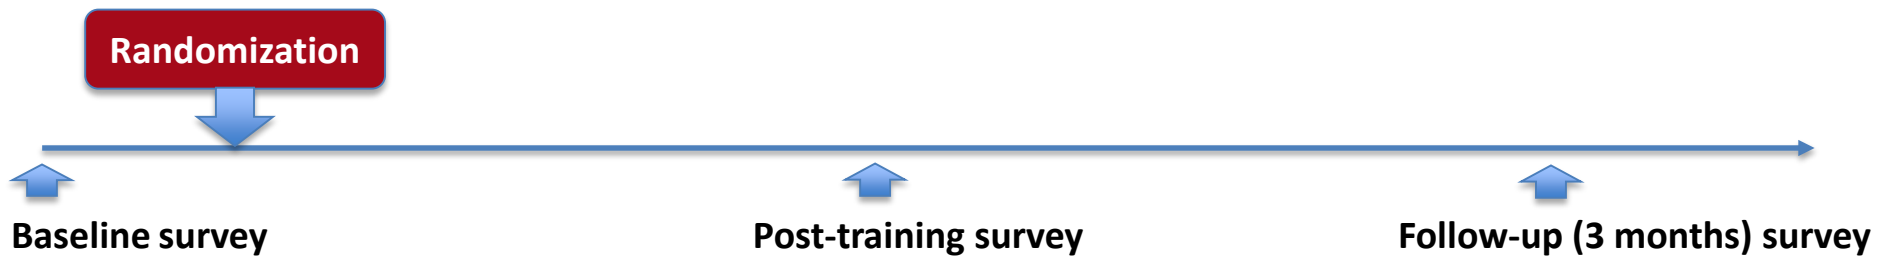 Randomization
Baseline survey
Post-training survey
Follow-up (3 months) survey